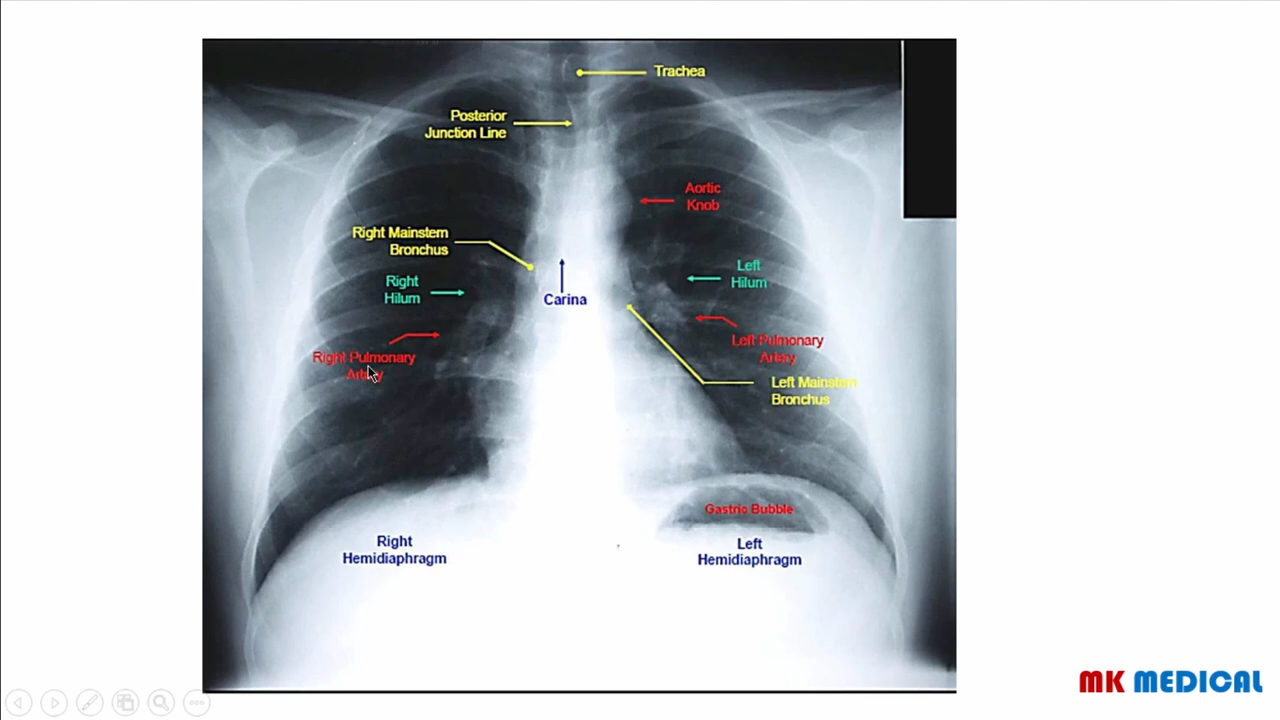 Trachea
Posterior
Junction Line
Aortic
Knob
Right Mainstem
Bronchus
Right
Hilum
Left
Hilum
Carina
Right Pulmonary
Artery
Left Pulmonary
Artery
Left Mainstem
Bronchus
Gastric Bubble
Right
Hemidiaphragm
Left
Hemidiaphragm
MK MEDICAL